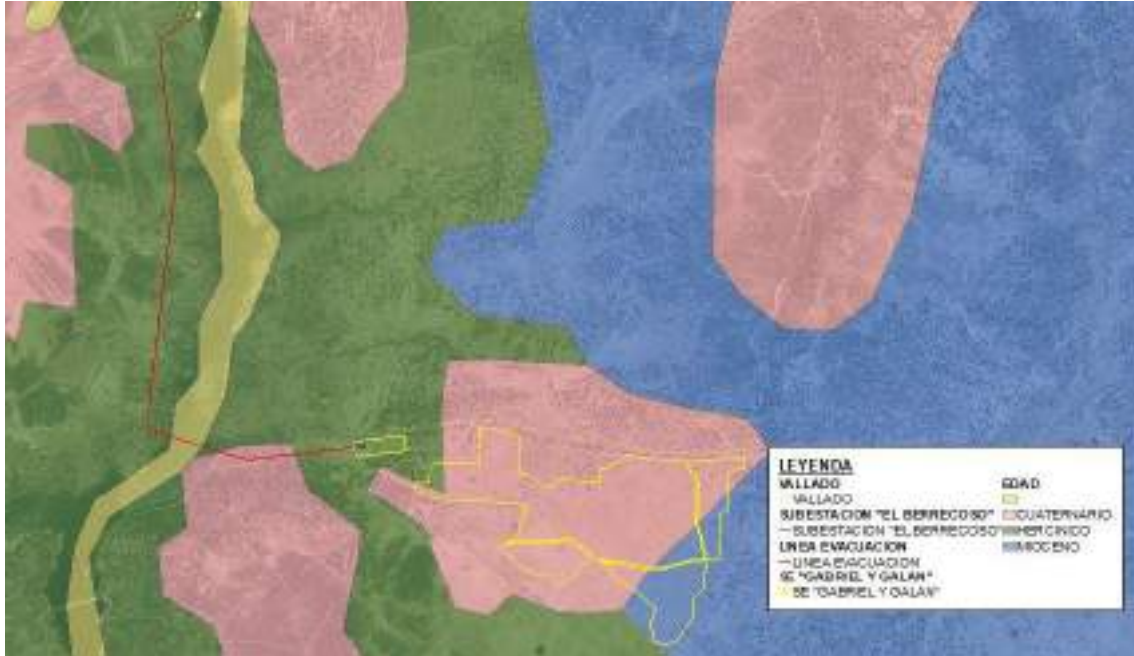 LEYENDA
VALLADO
VALLADO
SUBESTACION "EL BERRECOSO"
SUBESTACION "EL BERRECOSO"
LINEA EVACUACION
LINEA EVACUACION
SE "GABRIEL Y GALAN"
SE "GABRIEL Y GALAN"
EDAD
CUATERNARIO
HERCINICO
MIOCENO